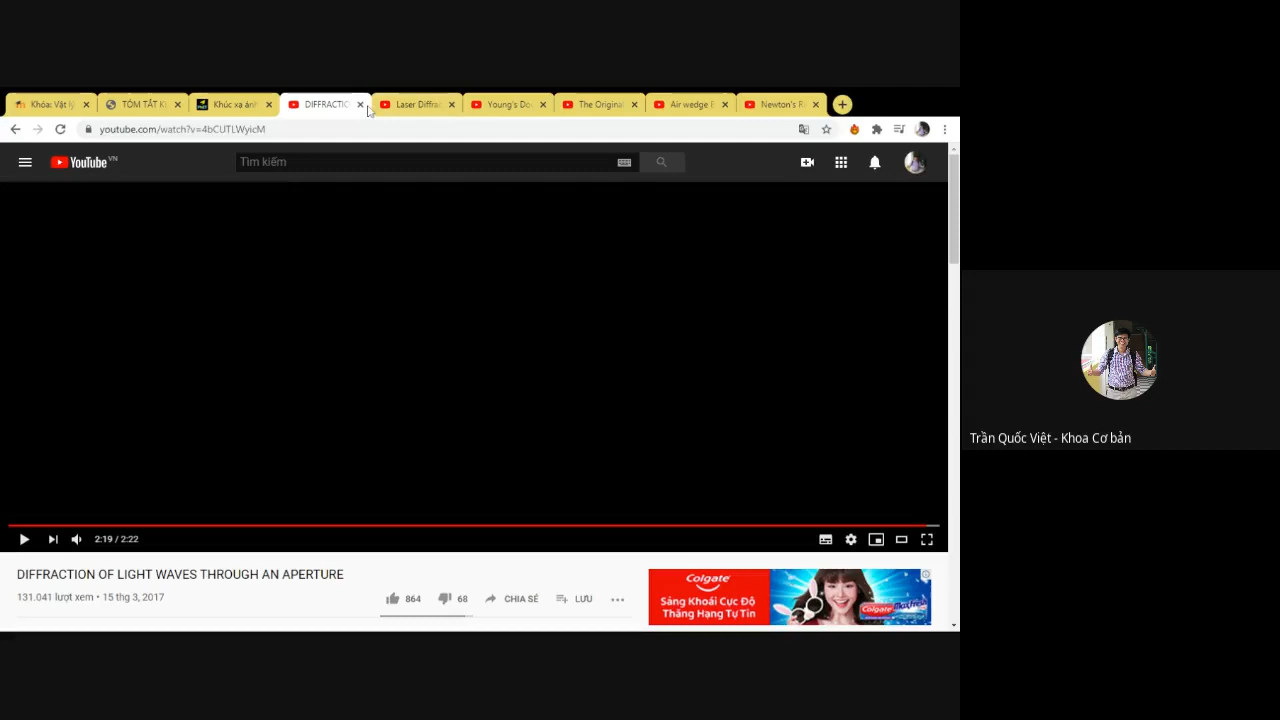 Khóa: Vật lý
TÓM TẮT K
Khúc xạ ánh
DIFFRACTIO
Laser Diffrac
Young's Do
The Original
Air wedge E
Newton's R
youtube.com/watch?v=4bCUTLWyicM
YouTube VN
Tìm kiếm
2:19 / 2:22
DIFFRACTION OF LIGHT WAVES THROUGH AN APERTURE
131.041 lượt xem • 15 thg 3, 2017
864
68
CHIA SẺ
LƯU
Colgate
Sảng Khoái Cực Độ
Thăng Hạng Tự Tin
Colgate
Trần Quốc Việt - Khoa Cơ bản